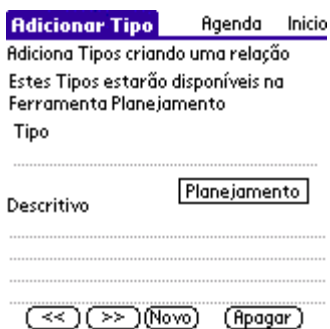 Adicionar Tipo Agenda Inicio
Adiciona Tipos criando uma relação
Estes Tipos estarão disponíveis na
Ferramenta Planejamento
Tipo
Planejamento
Descritivo
<< >> Novo Apagar